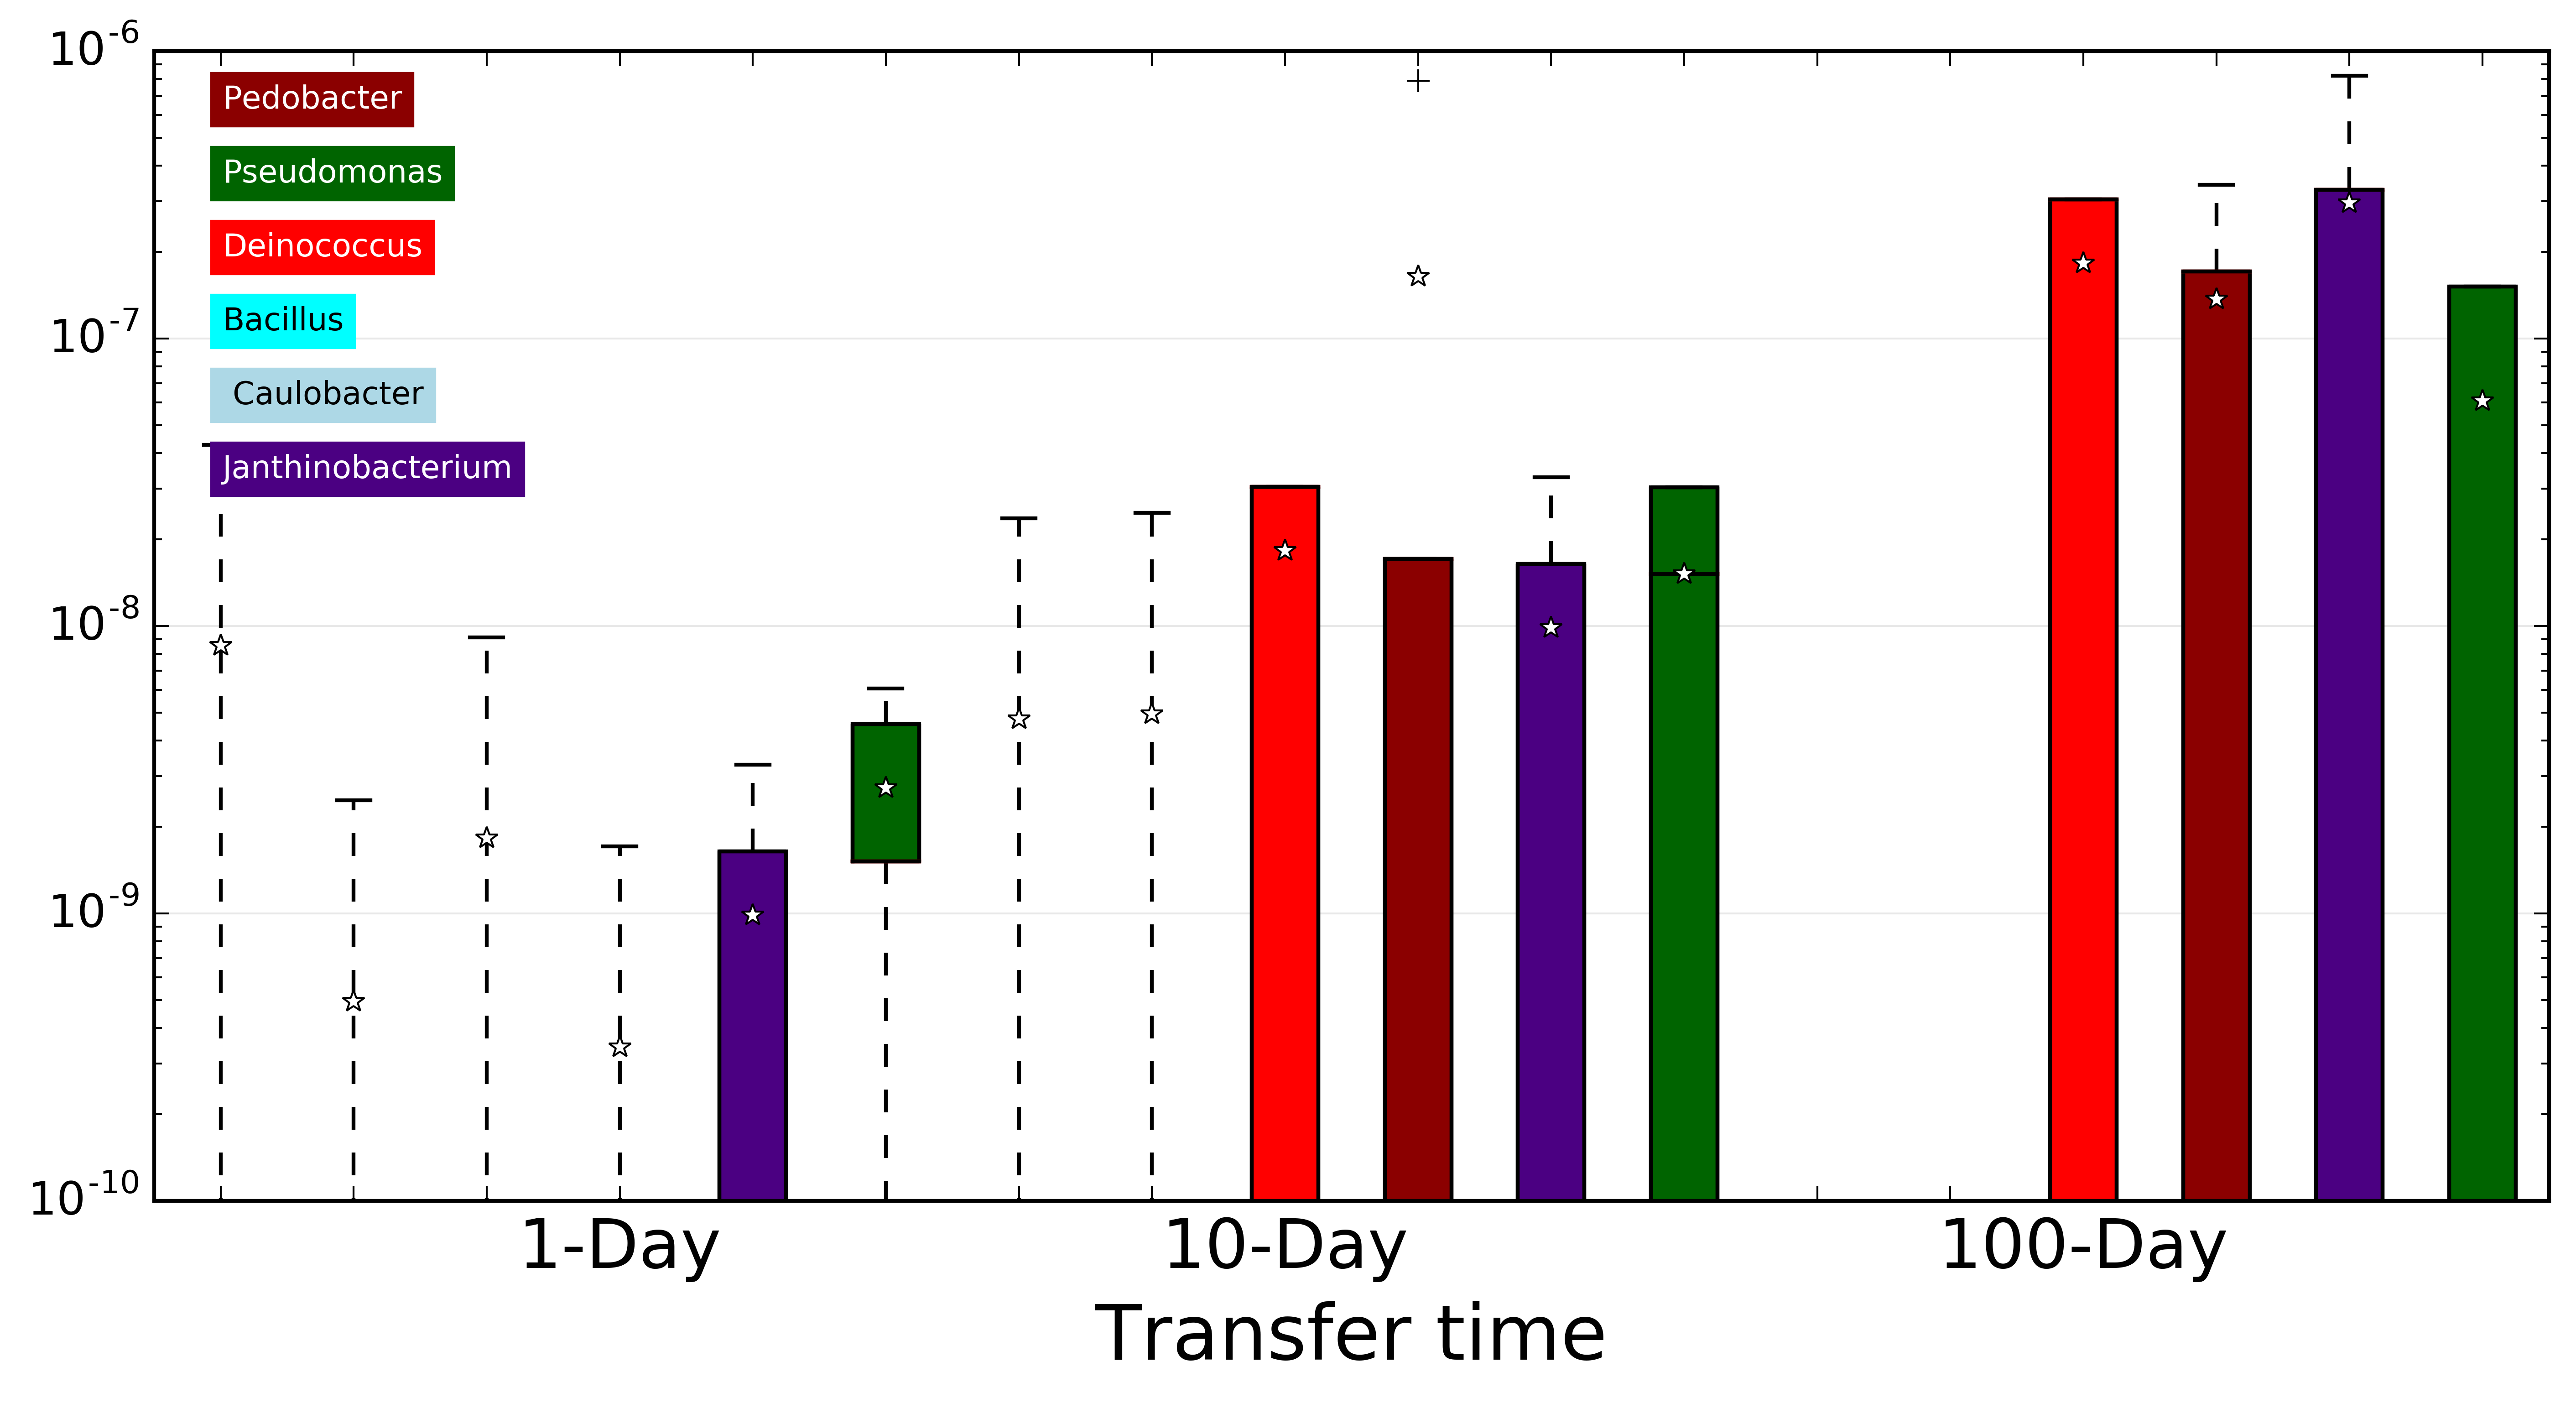 10^-6
Pedobacter
Pseudomonas
Deinococcus
Bacillus
10^-7
Caulobacter
Janthinobacterium
10^-8
10^-9
10^-10
1-Day 10-Day 100-Day
Transfer time